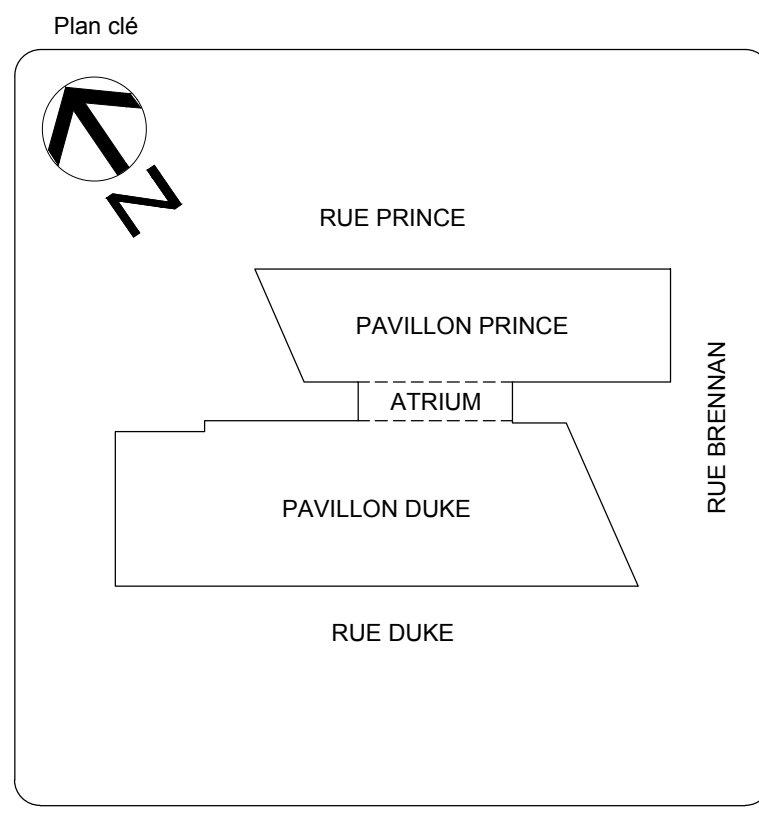 Plan clé
N
RUE PRINCE
PAVILLON PRINCE
ATRIUM
RUE BRENNAN
PAVILLON DUKE
RUE DUKE